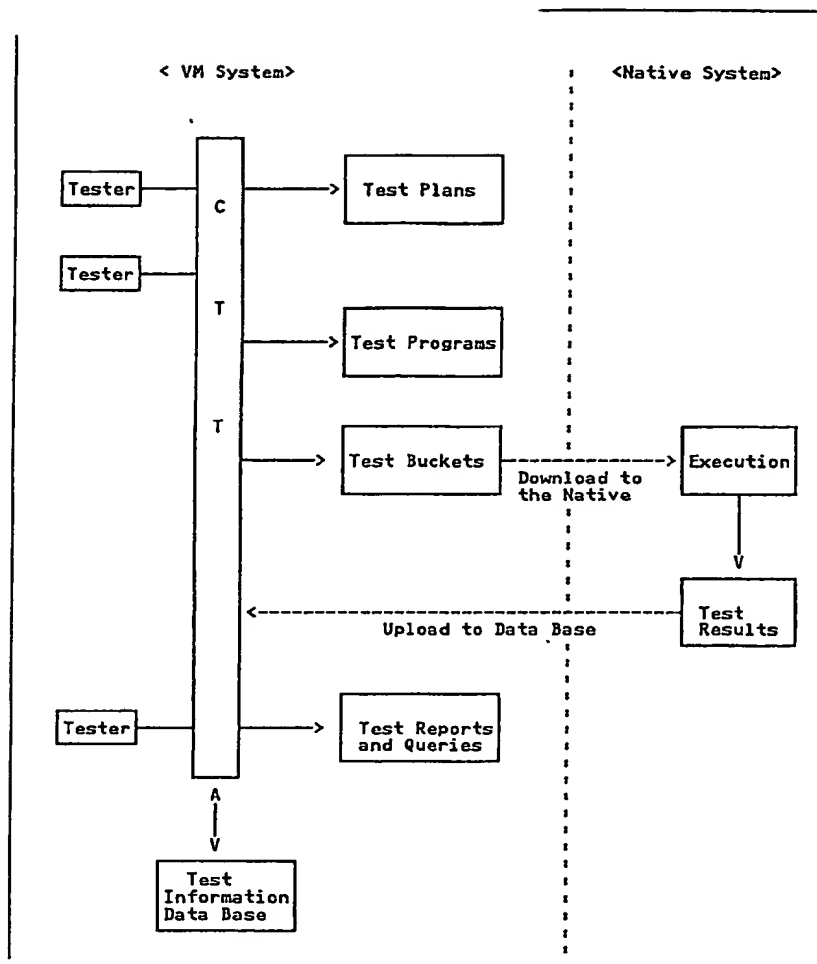 < VM System>
<Native System>
Tester
C
Test Plans
Tester
T
Test Programs
T
Test Buckets
Execution
Download to
the Native
V
Test
Results
Upload to Data Base
Tester
Test Reports
and Queries
A
V
Test
Information
Data Base